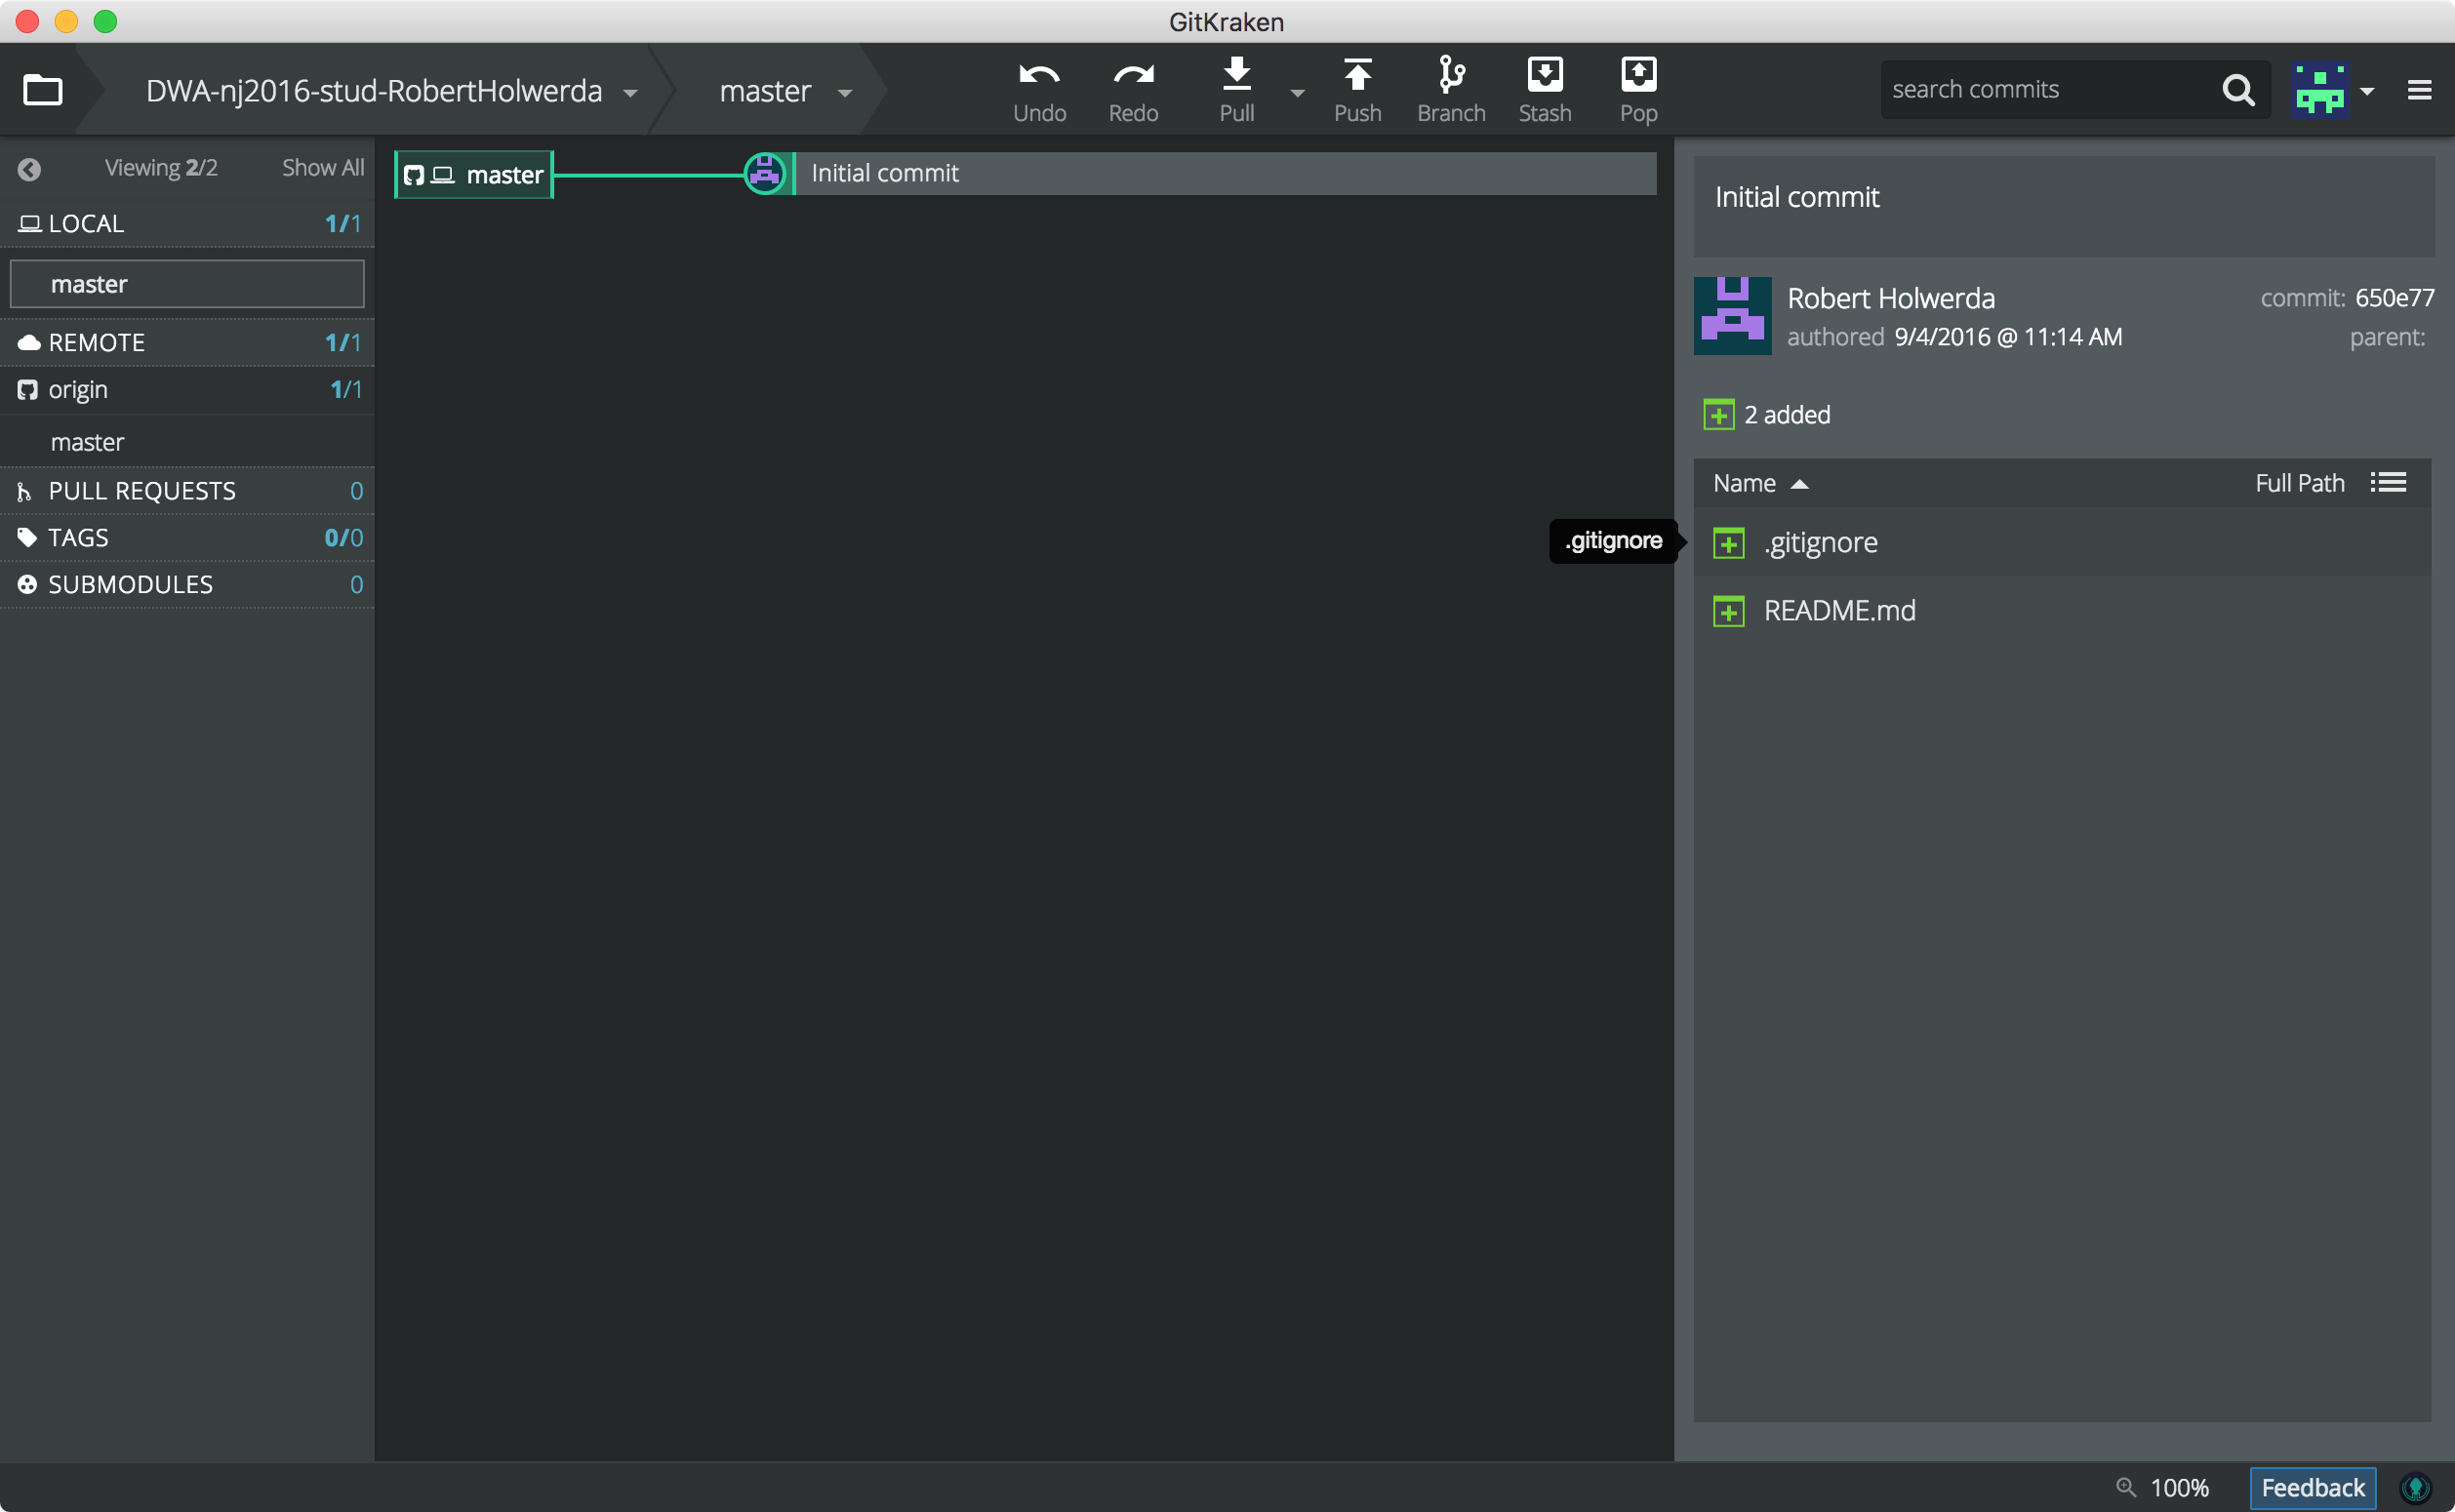 GitKraken
DWA-nj2016-stud-RobertHolwerda
master
Undo
Redo
Pull
Push
Branch
Stash
Pop
search commits
Viewing 2/2
Show All
LOCAL 1/1
master
REMOTE 1/1
origin 1/1
master
PULL REQUESTS 0
TAGS 0/0
SUBMODULES 0
master
Initial commit
Initial commit
Robert Holwerda
commit: 650e77
authored 9/4/2016 @ 11:14 AM
parent:
2 added
Name
Full Path
.gitignore
.gitignore
README.md
100%
Feedback